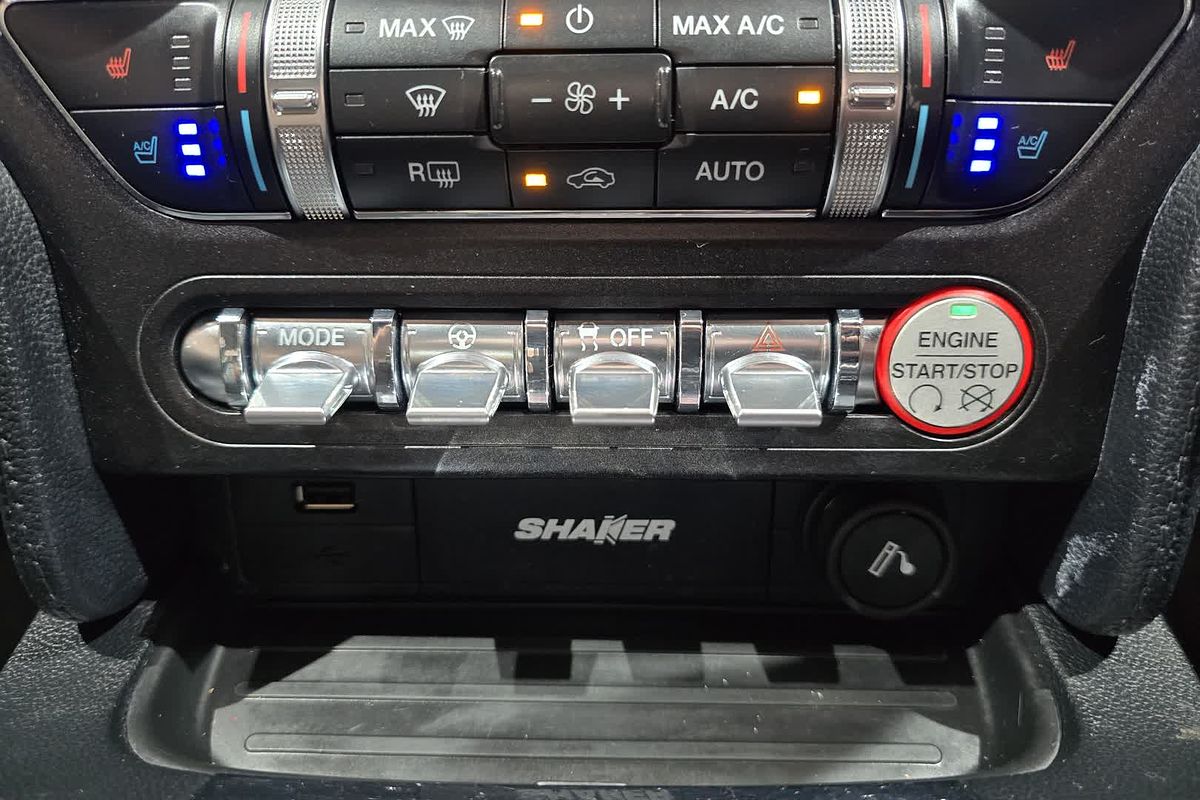 MAX
MAX A/C
A/C
A/C
A/C
R
AUTO
MODE
OFF
ENGINE
START/STOP
SHAKER